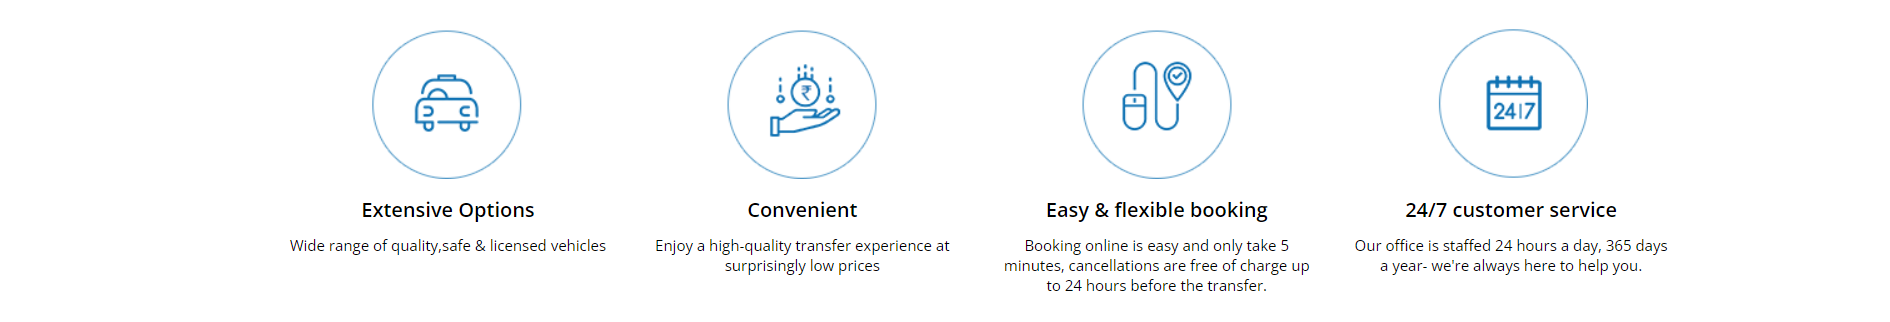 ₹
24|7
Extensive Options
Wide range of quality,safe & licensed vehicles
Convenient
Enjoy a high-quality transfer experience at
surprisingly low prices
Easy & flexible booking
Booking online is easy and only take 5
minutes, cancellations are free of charge up
to 24 hours before the transfer.
24/7 customer service
Our office is staffed 24 hours a day, 365 days
a year- we're always here to help you.